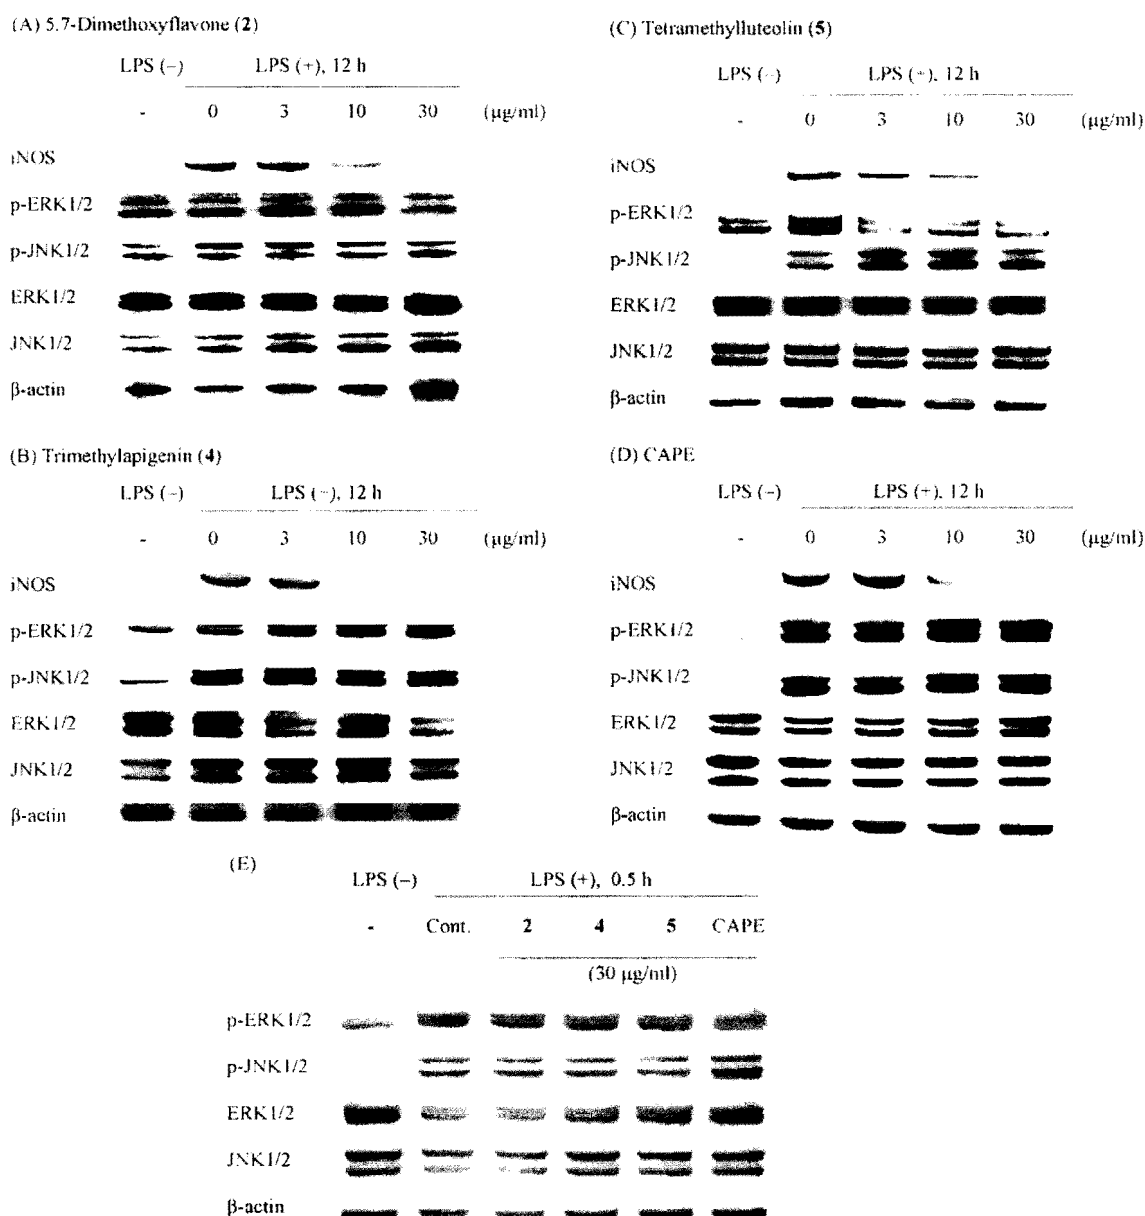 (A) 5.7-Dimethoxyflavone (2)
LPS (−) LPS (+), 12 h
- 0 3 10 30 (μg/ml)
iNOS
p-ERK1/2
p-JNK1/2
ERK1/2
JNK1/2
β-actin
(C) Tetramethylluteolin (5)
LPS (−) LPS (+), 12 h
- 0 3 10 30 (μg/ml)
iNOS
p-ERK1/2
p-JNK1/2
ERK1/2
JNK1/2
β-actin
(B) Trimethylapigenin (4)
LPS (−) LPS (+), 12 h
- 0 3 10 30 (μg/ml)
iNOS
p-ERK1/2
p-JNK1/2
ERK1/2
JNK1/2
β-actin
(D) CAPE
LPS (−) LPS (+), 12 h
- 0 3 10 30 (μg/ml)
iNOS
p-ERK1/2
p-JNK1/2
ERK1/2
JNK1/2
β-actin
(E)
LPS (−) LPS (+), 0.5 h
- Cont. 2 4 5 CAPE
(30 μg/ml)
p-ERK1/2
p-JNK1/2
ERK1/2
JNK1/2
β-actin